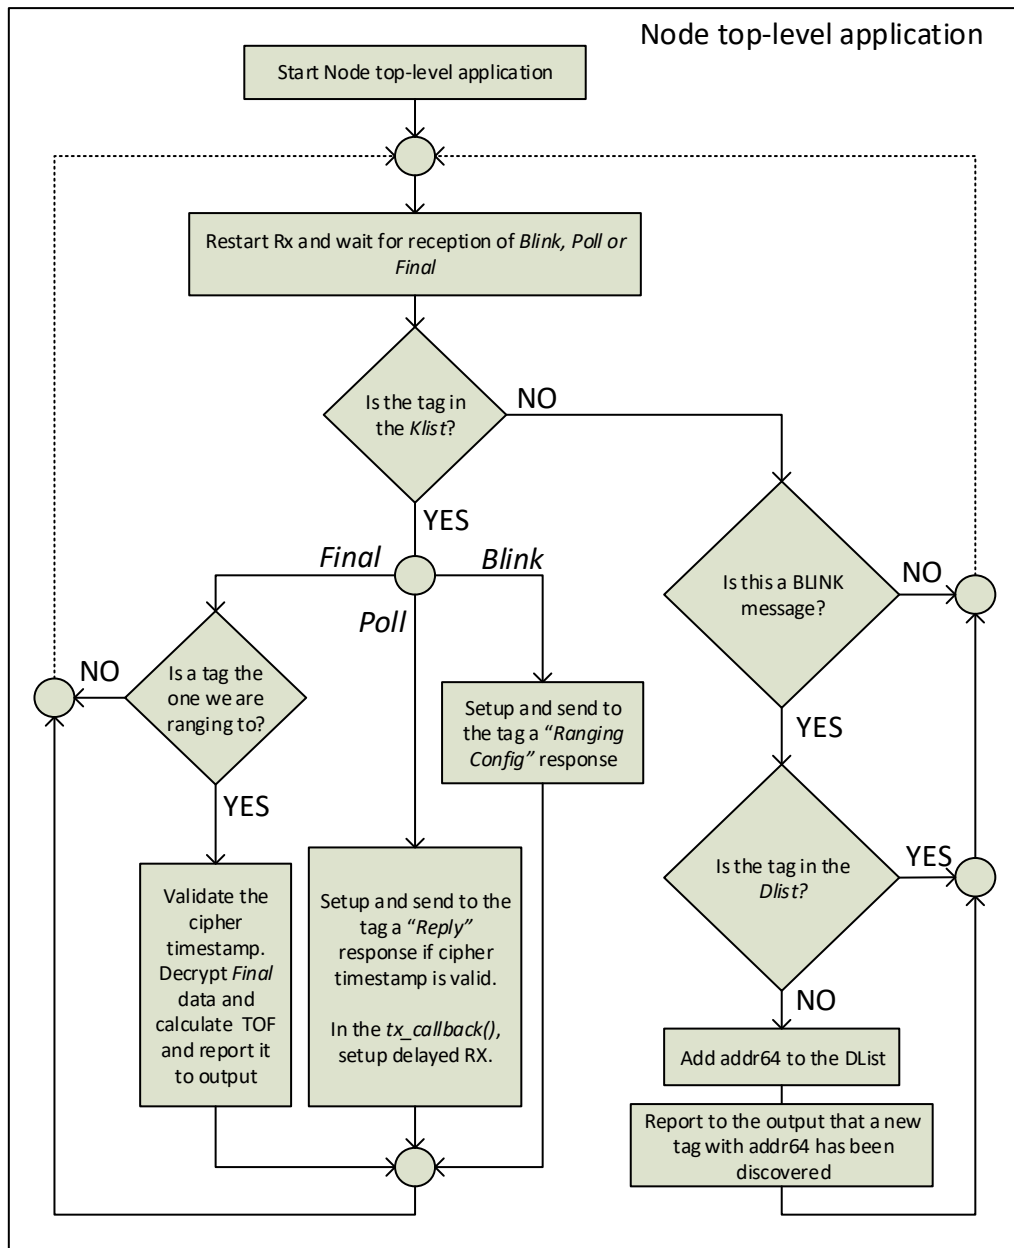 Node top-level application
Start Node top-level application
Restart Rx and wait for reception of Blink, Poll or
Final
Is the tag in
the Klist?
NO
YES
Final
Blink
Poll
Is this a BLINK
message?
NO
YES
Is a tag the
one we are
ranging to?
NO
YES
Setup and send to
the tag a “Ranging
Config” response
Is the tag in the
Dlist?
YES
NO
Validate the
cipher
timestamp.
Decrypt Final
data and
calculate TOF
and report it
to output
Setup and send to the
tag a “Reply”
response if cipher
timestamp is valid.
In the tx_callback(),
setup delayed RX.
Add addr64 to the DList
Report to the output that a new
tag with addr64 has been
discovered